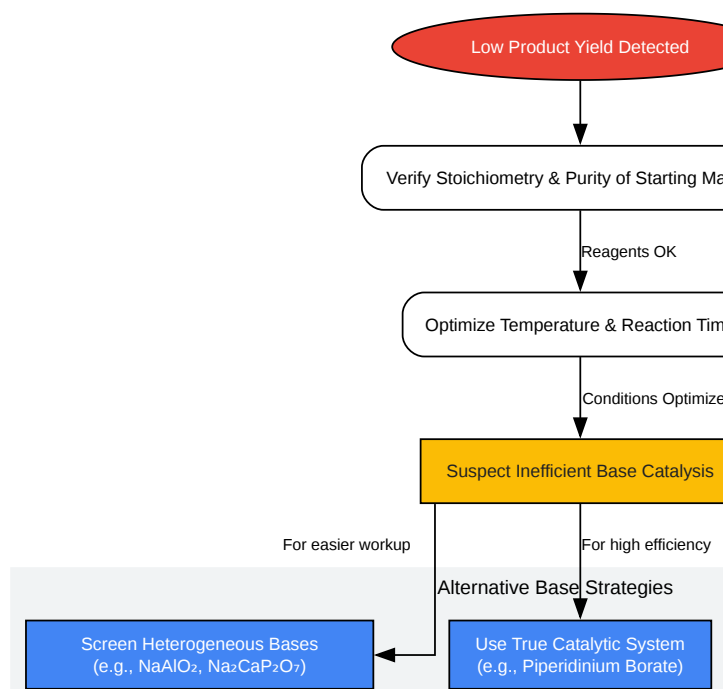 Low Product Yield Detected
Verify Stoichiometry & Purity of Starting Ma
Reagents OK
Optimize Temperature & Reaction Tim
Conditions Optimize
Suspect Inefficient Base Catalysis
For easier workup
For high efficiency
Alternative Base Strategies
Screen Heterogeneous Bases
(e.g., NaAlO₂, Na₂CaP₂O₇)
Use True Catalytic System
(e.g., Piperidinium Borate)